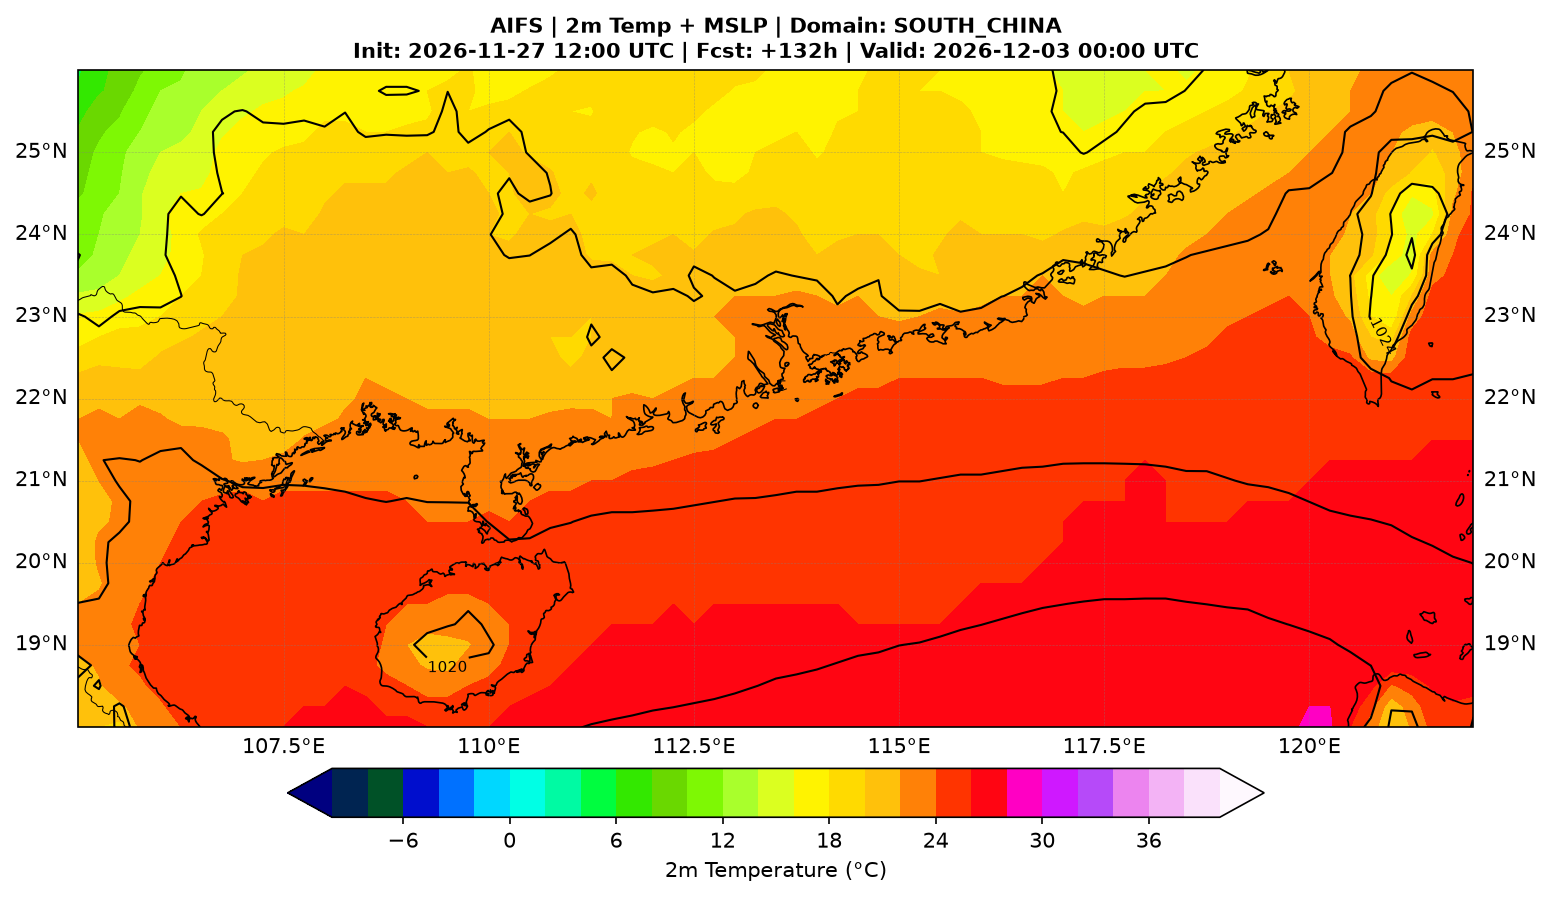 AIFS | 2m Temp + MSLP | Domain: SOUTH_CHINA
Init: 2026-11-27 12:00 UTC | Fcst: +132h | Valid: 2026-12-03 00:00 UTC
25°N 25°N
24°N 24°N
23°N 23°N
1024
22°N 22°N
21°N 21°N
20°N 20°N
19°N 19°N
1020
107.5°E 110°E 112.5°E 115°E 117.5°E 120°E
−6 0 6 12 18 24 30 36
2m Temperature (°C)